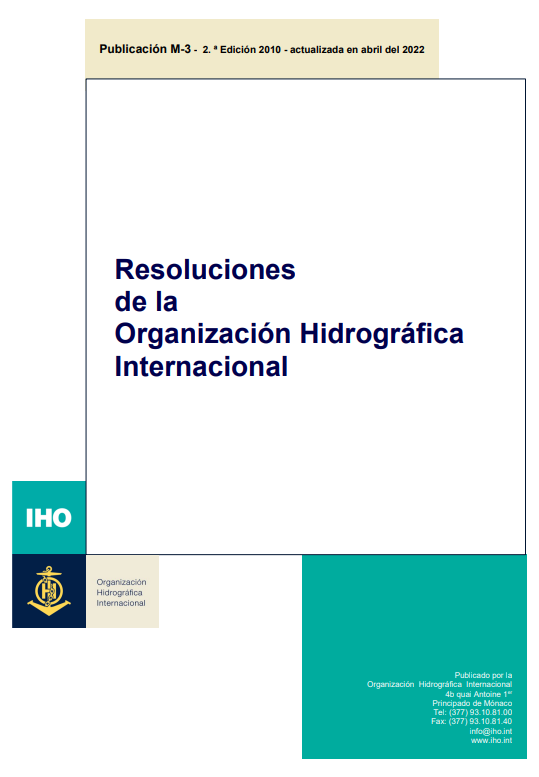 Publicación M-3 - 2. ª Edición 2010 - actualizada en abril del 2022
Resoluciones
de la
Organización Hidrográfica
Internacional
IHO
Organización
Hidrográfica
Internacional
Publicado por la
Organización Hidrográfica Internacional
4b quai Antoine 1er
Principado de Mónaco
Tel: (377) 93.10.81.00
Fax: (377) 93.10.81.40
info@iho.int
www.iho.int